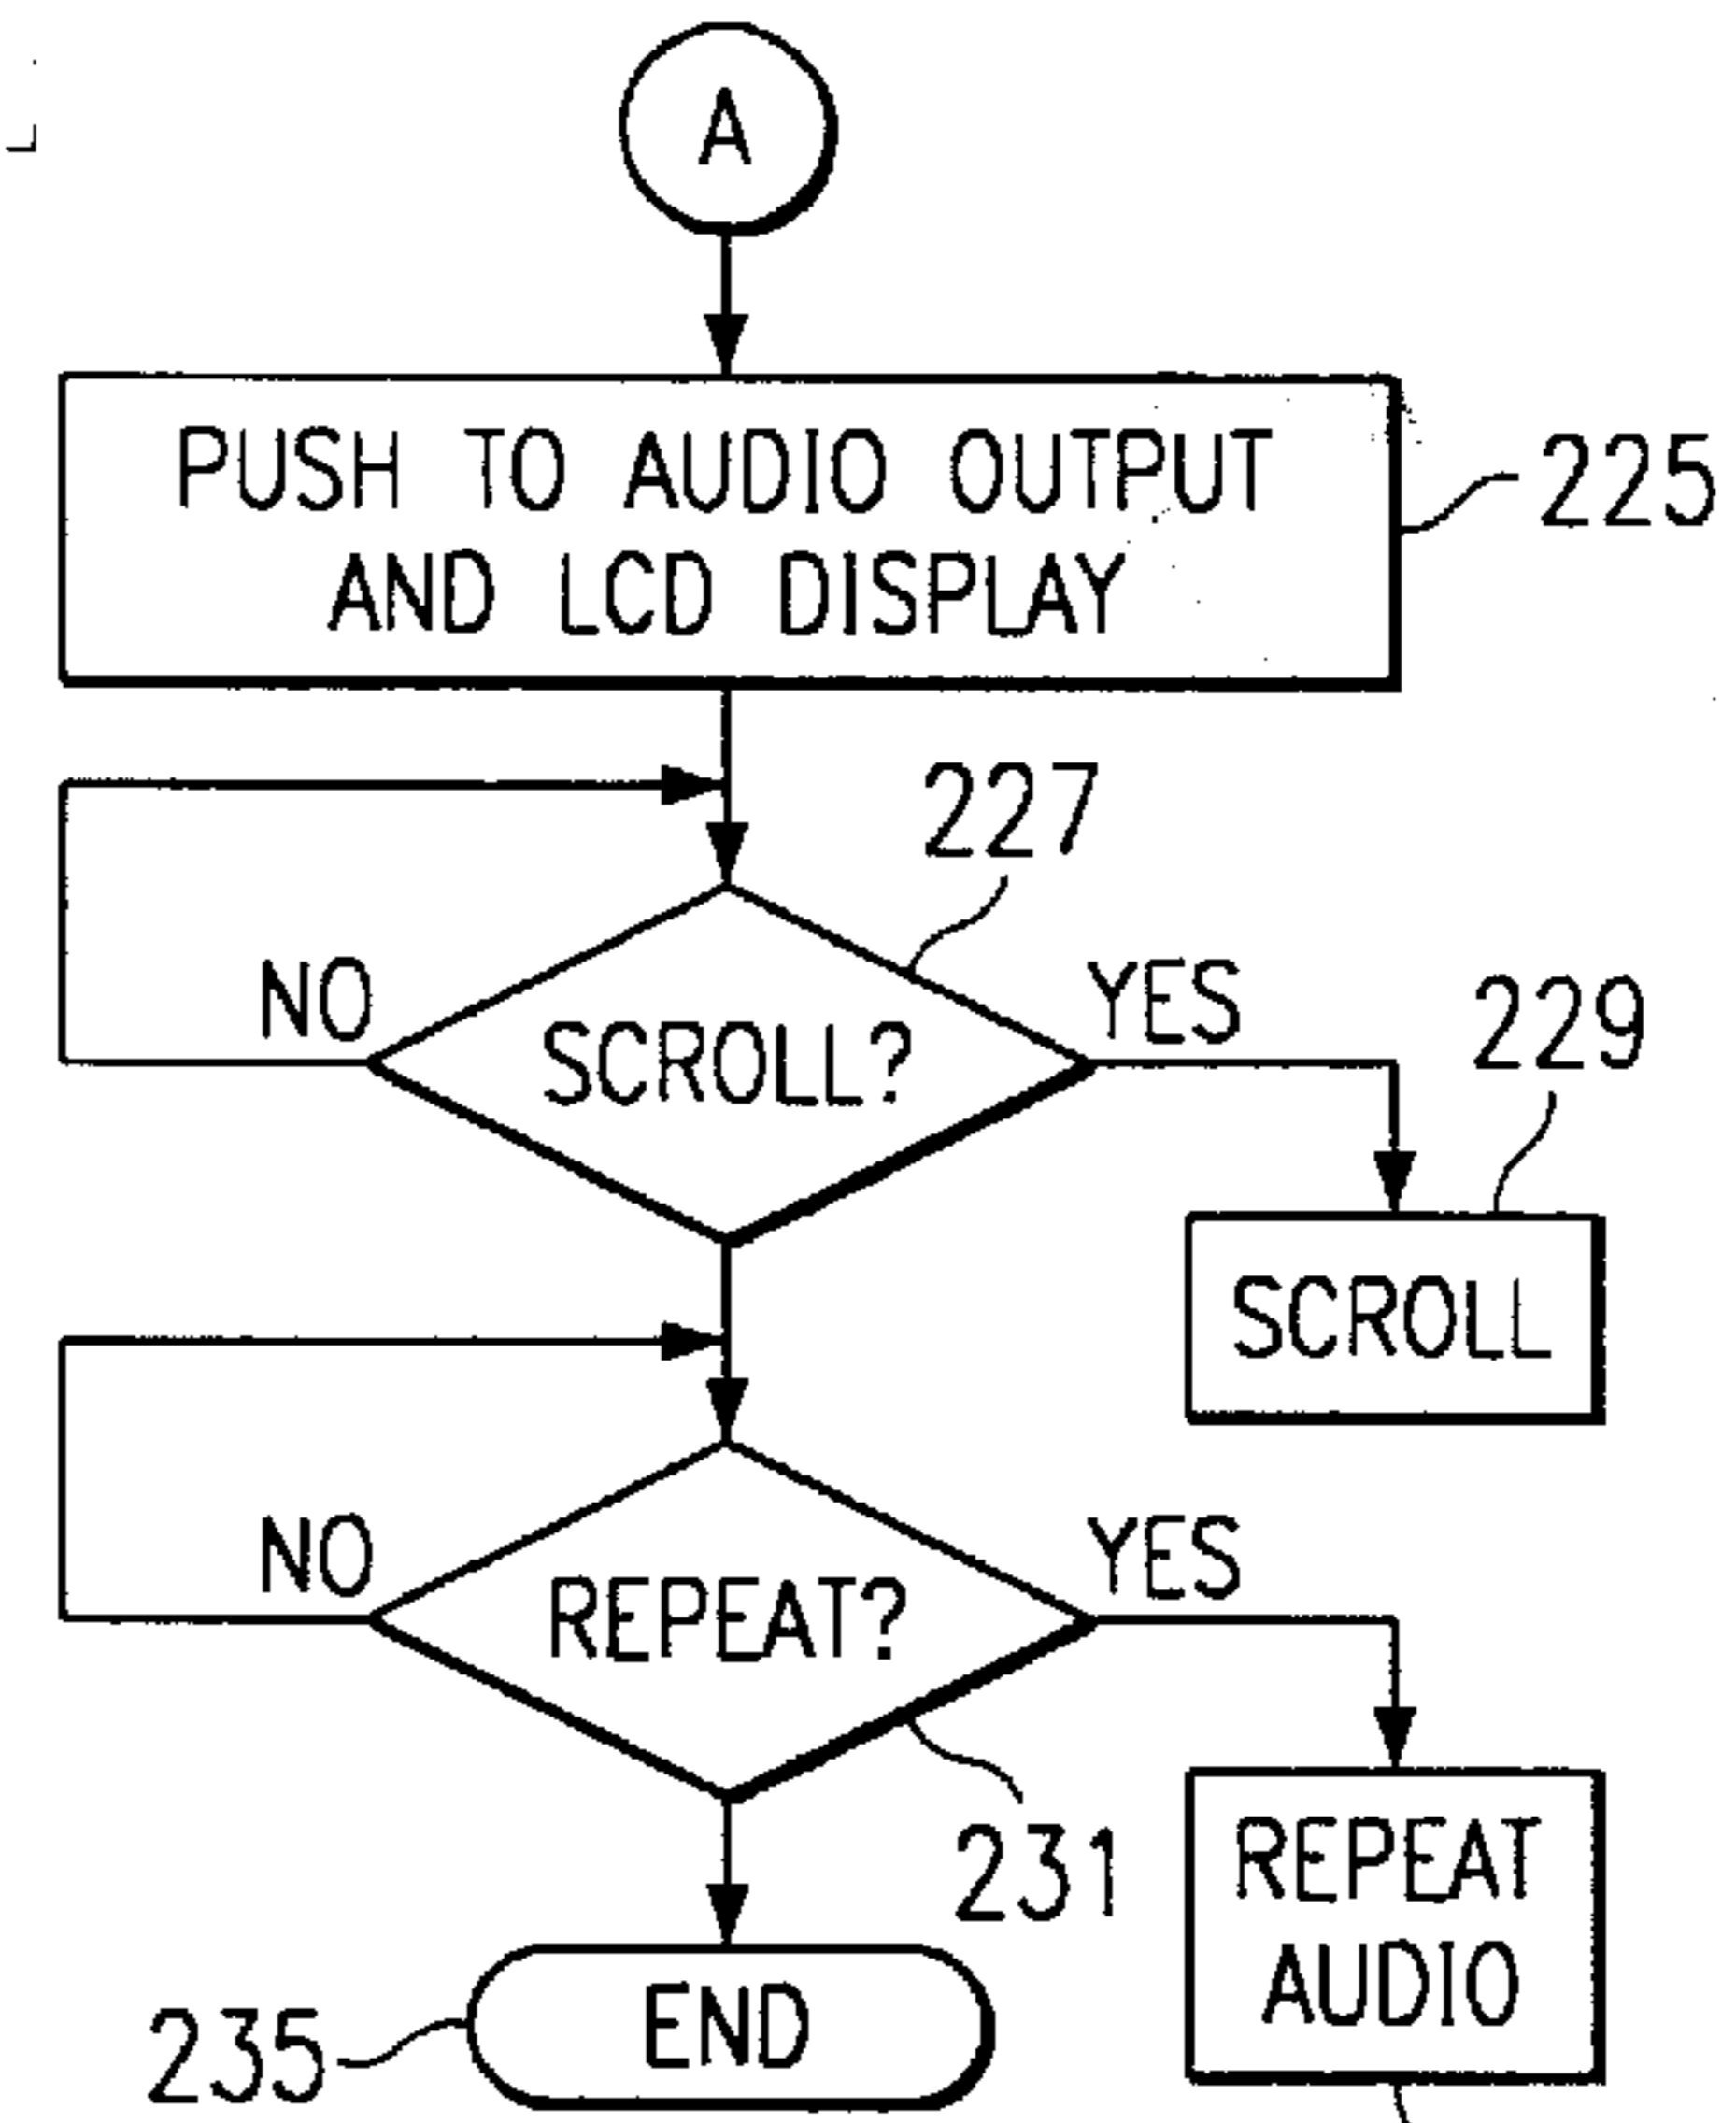 A
PUSH TO AUDIO OUTPUT
AND LCD DISPLAY
225
227
NO
SCROLL?
YES
229
SCROLL
NO
REPEAT?
YES
231
REPEAT
AUDIO
END
235